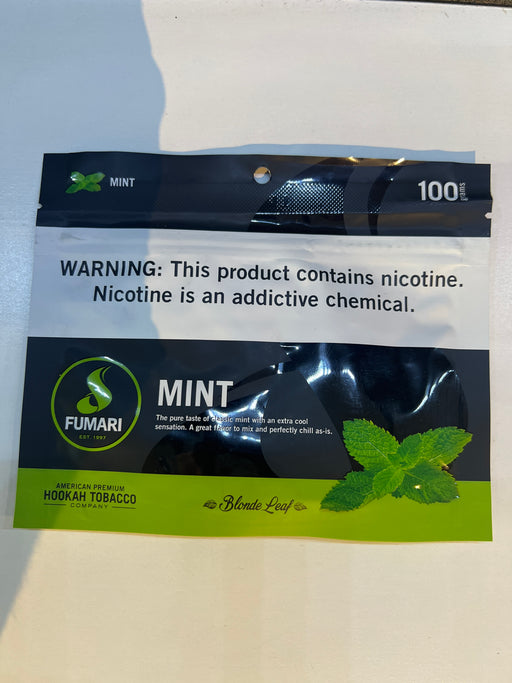 MINT
100 grams
WARNING: This product contains nicotine.
Nicotine is an addictive chemical.
FUMARI
EST. 1997
MINT
The pure taste of classic mint with an extra cool
sensation. A great flavor to mix and perfectly chill as-is.
AMERICAN PREMIUM
HOOKAH TOBACCO
COMPANY
Blonde Leaf